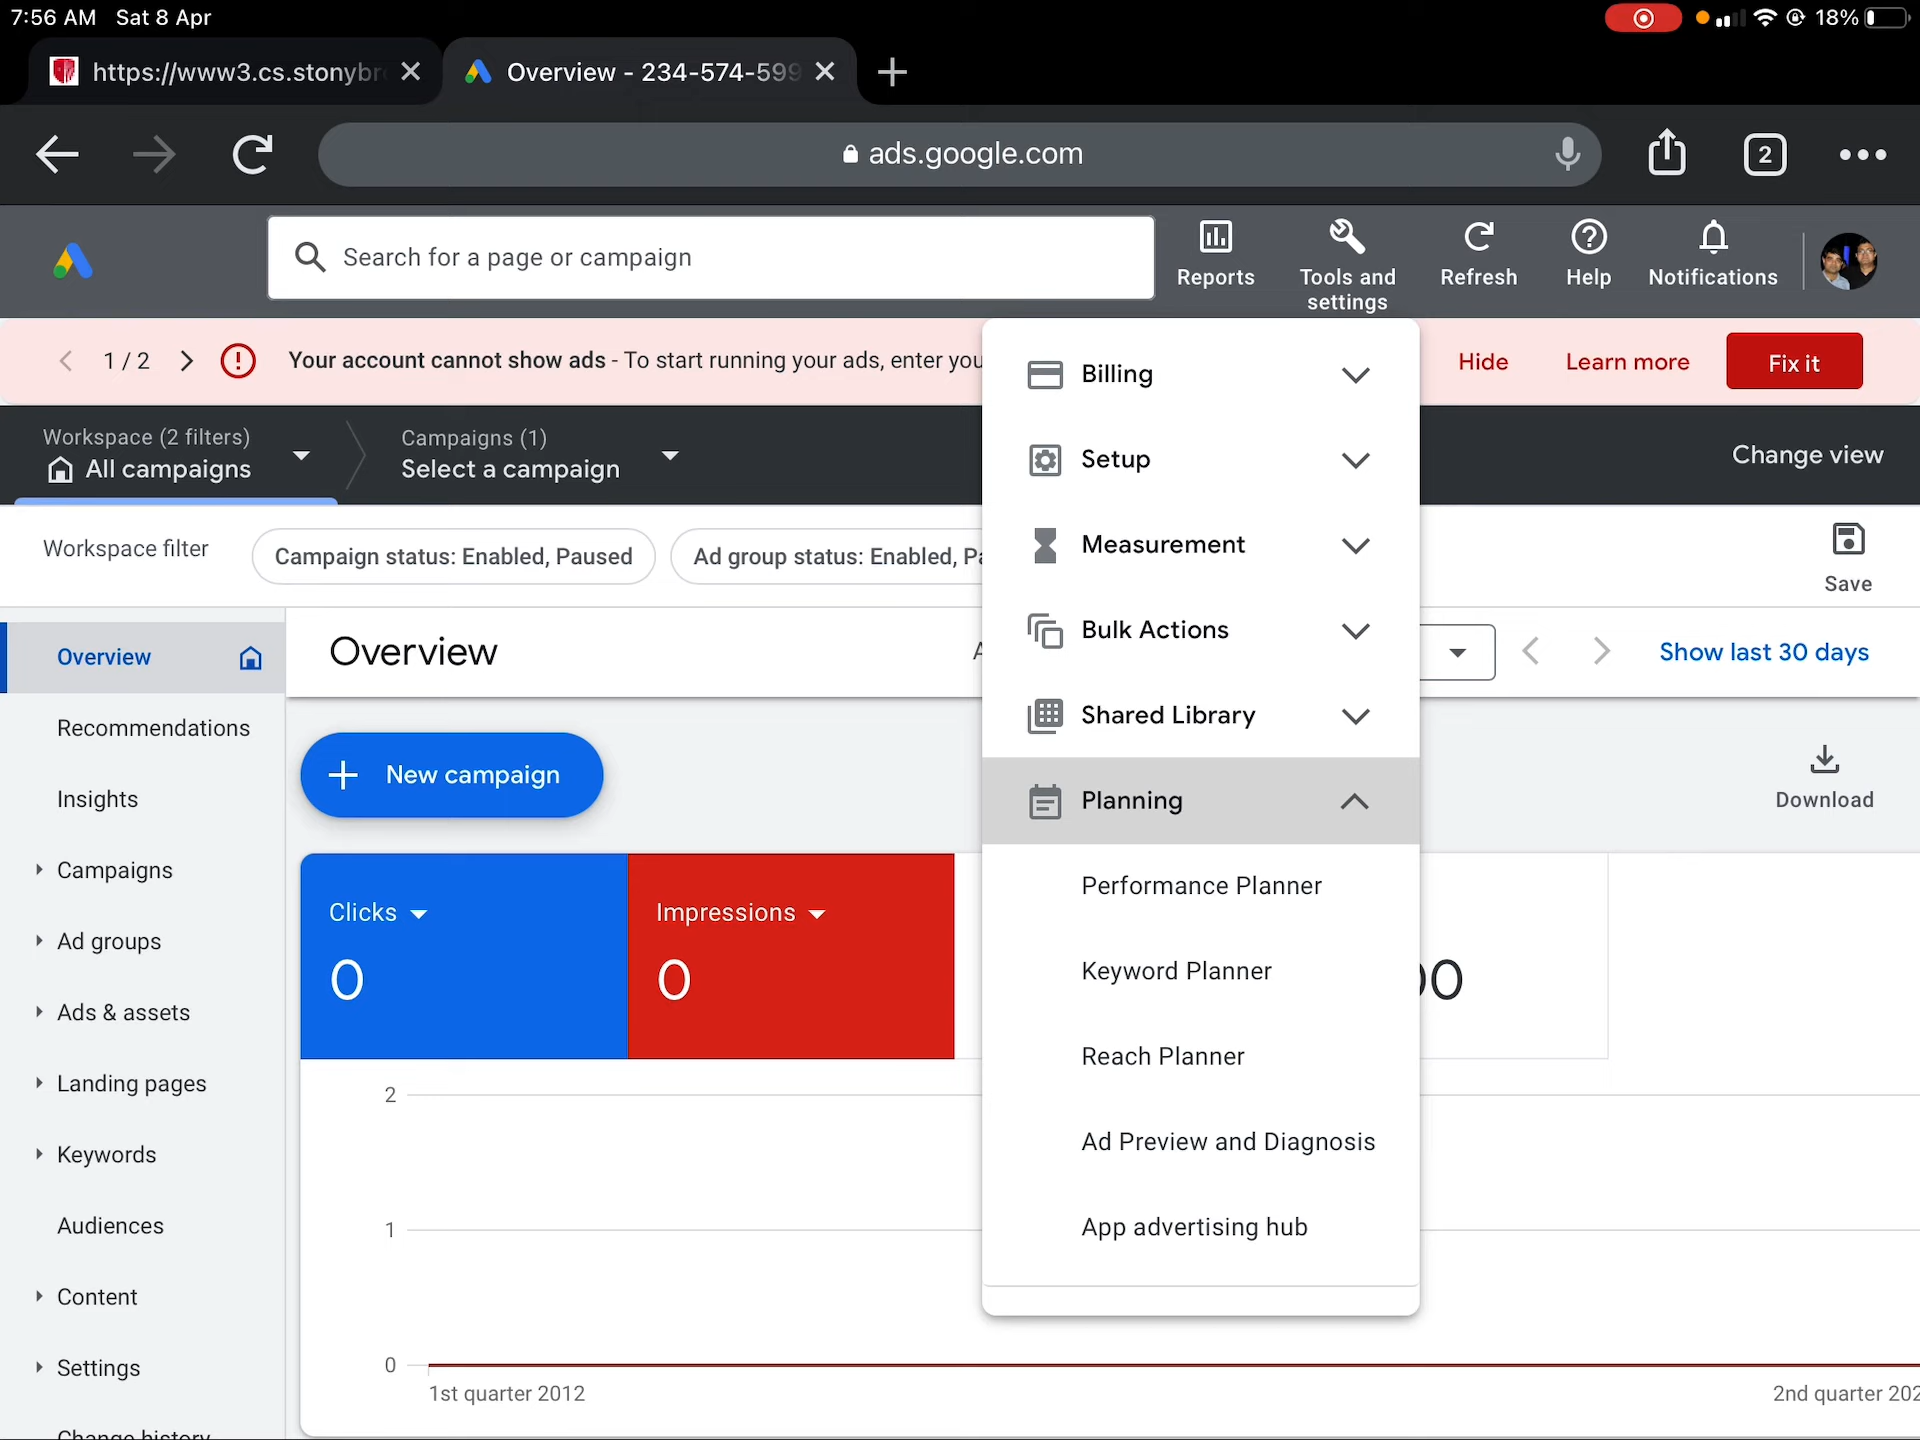 7:56 AM Sat 8 Apr
18%
https://www3.cs.stonybr
Overview - 234-574-599
ads.google.com
2
Search for a page or campaign
Reports
Tools and
settings
Refresh
Help
Notifications
1 / 2
Your account cannot show ads - To start running your ads, enter you
Hide
Learn more
Fix it
Workspace (2 filters)
All campaigns
Campaigns (1)
Select a campaign
Change view
Workspace filter
Campaign status: Enabled, Paused
Ad group status: Enabled, Pa
Save
Billing
Setup
Measurement
Bulk Actions
Shared Library
Planning
Performance Planner
Keyword Planner
Reach Planner
Ad Preview and Diagnosis
App advertising hub
Overview
Recommendations
Insights
Campaigns
Ad groups
Ads & assets
Landing pages
Keywords
Audiences
Content
Settings
Change history
Overview
Show last 30 days
New campaign
Download
Clicks
0
Impressions
0
00
2
1
0
1st quarter 2012
2nd quarter 202